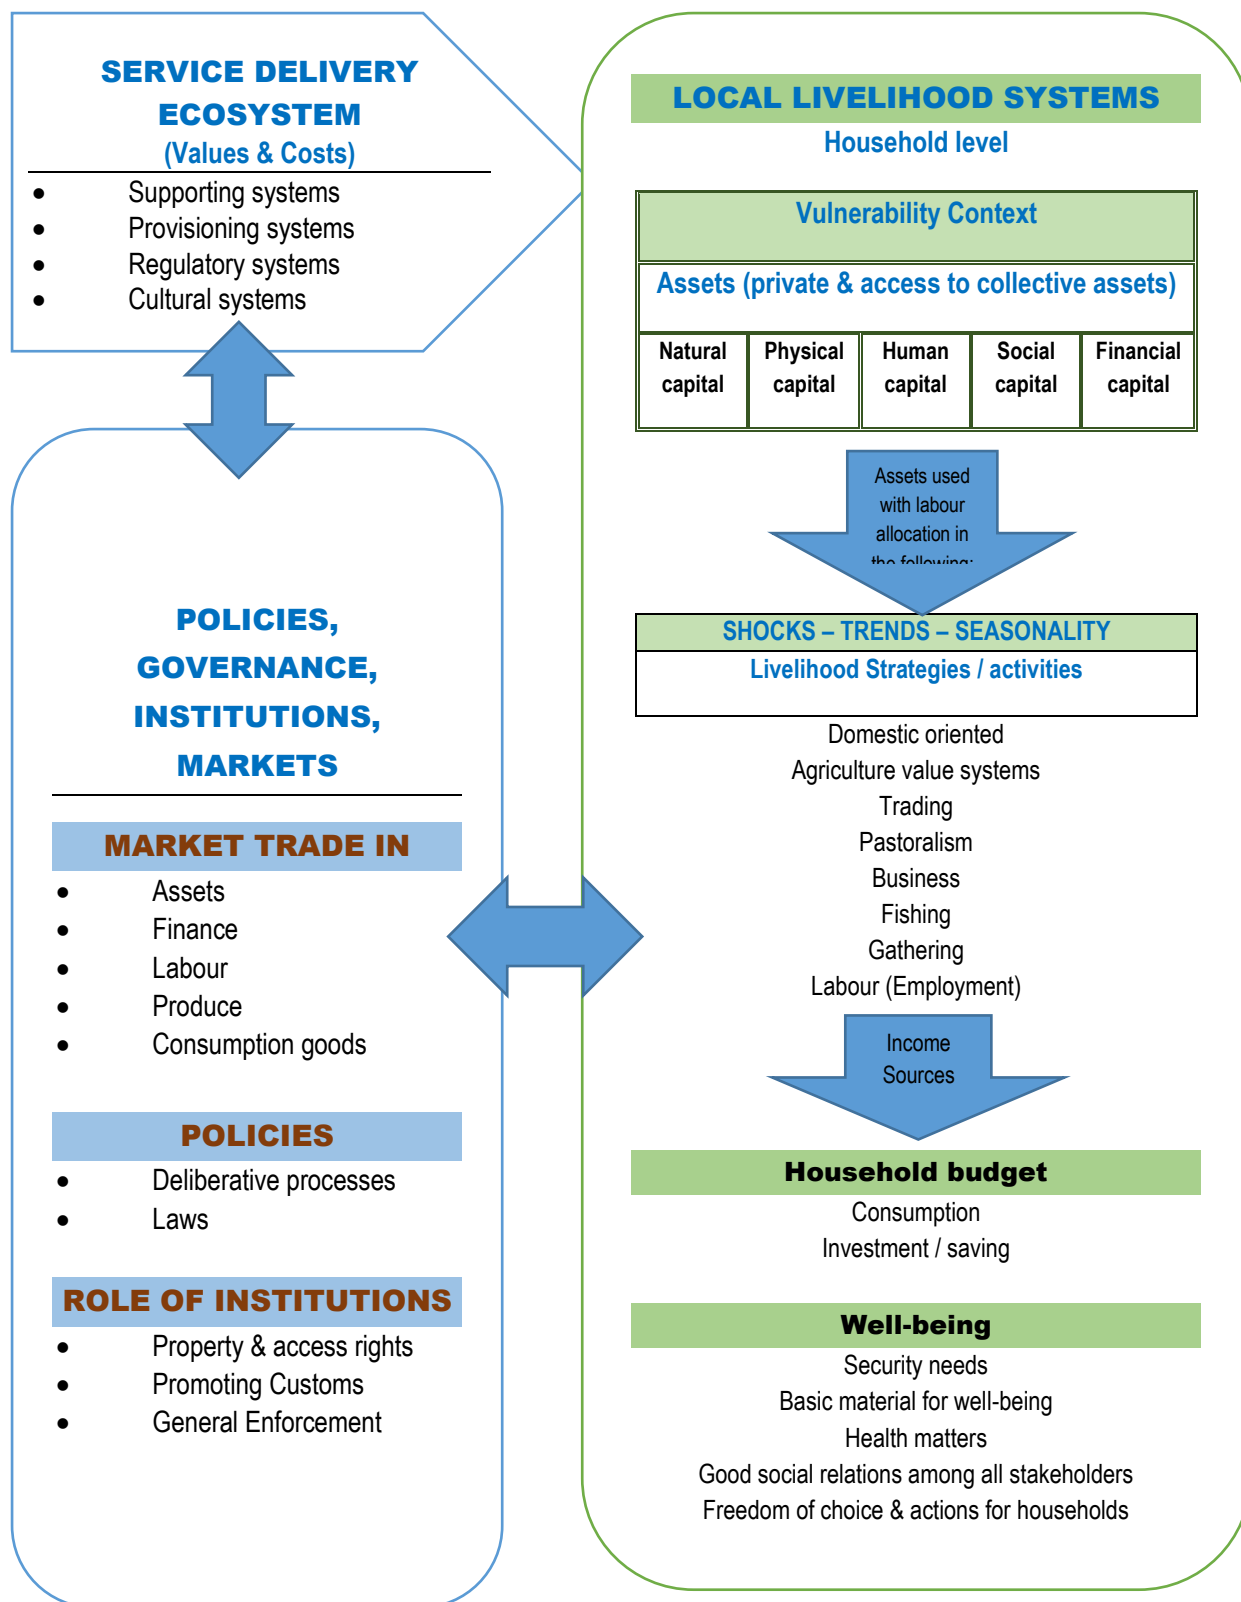 SERVICE DELIVERY
ECOSYSTEM
(Values & Costs)
• Supporting systems
• Provisioning systems
• Regulatory systems
• Cultural systems
POLICIES,
GOVERNANCE,
INSTITUTIONS,
MARKETS
MARKET TRADE IN
• Assets
• Finance
• Labour
• Produce
• Consumption goods
POLICIES
• Deliberative processes
• Laws
ROLE OF INSTITUTIONS
• Property & access rights
• Promoting Customs
• General Enforcement
LOCAL LIVELIHOOD SYSTEMS
Household level
Vulnerability Context
Assets (private & access to collective assets)
Natural capital
Physical capital
Human capital
Social capital
Financial capital
Assets used
with labour
allocation in
the following:
SHOCKS – TRENDS – SEASONALITY
Livelihood Strategies / activities
Domestic oriented
Agriculture value systems
Trading
Pastoralism
Business
Fishing
Gathering
Labour (Employment)
Income
Sources
Household budget
Consumption
Investment / saving
Well-being
Security needs
Basic material for well-being
Health matters
Good social relations among all stakeholders
Freedom of choice & actions for households